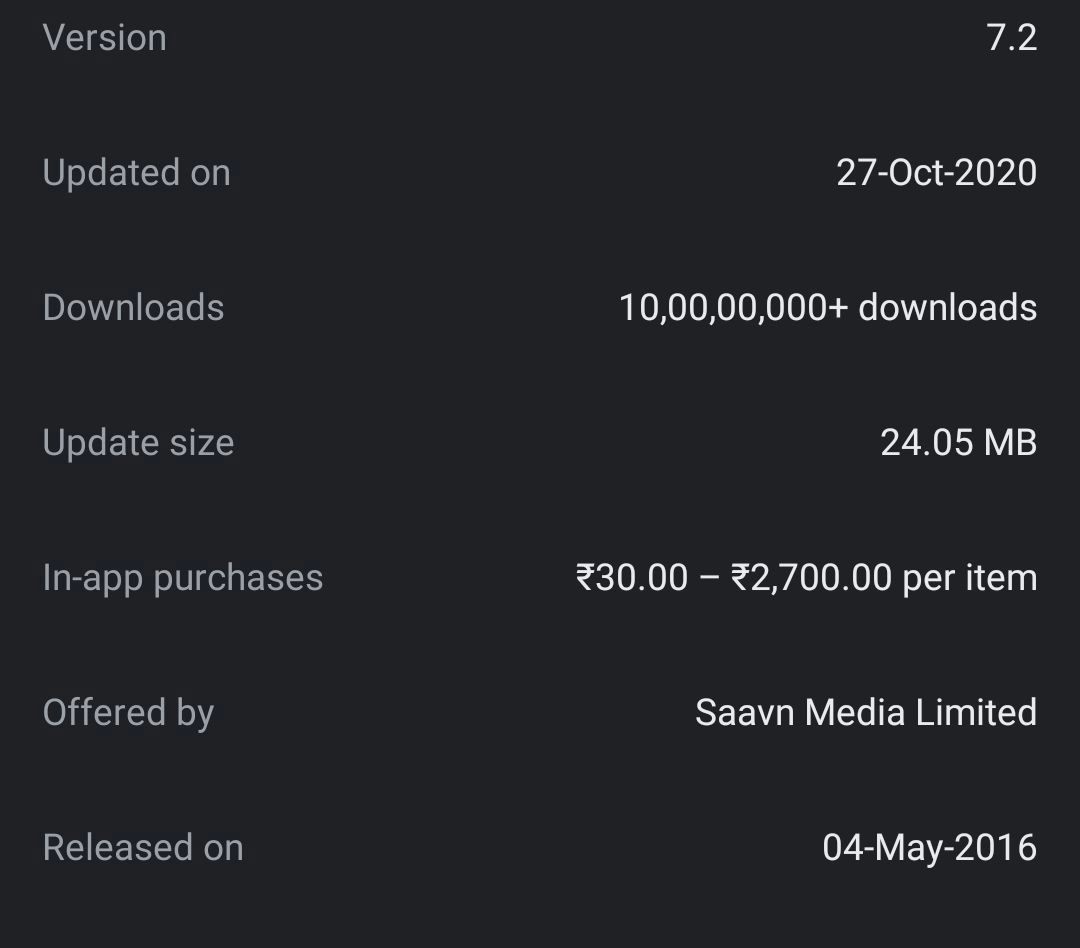 Version 7.2
Updated on 27-Oct-2020
Downloads 10,00,00,000+ downloads
Update size 24.05 MB
In-app purchases ₹30.00 – ₹2,700.00 per item
Offered by Saavn Media Limited
Released on 04-May-2016